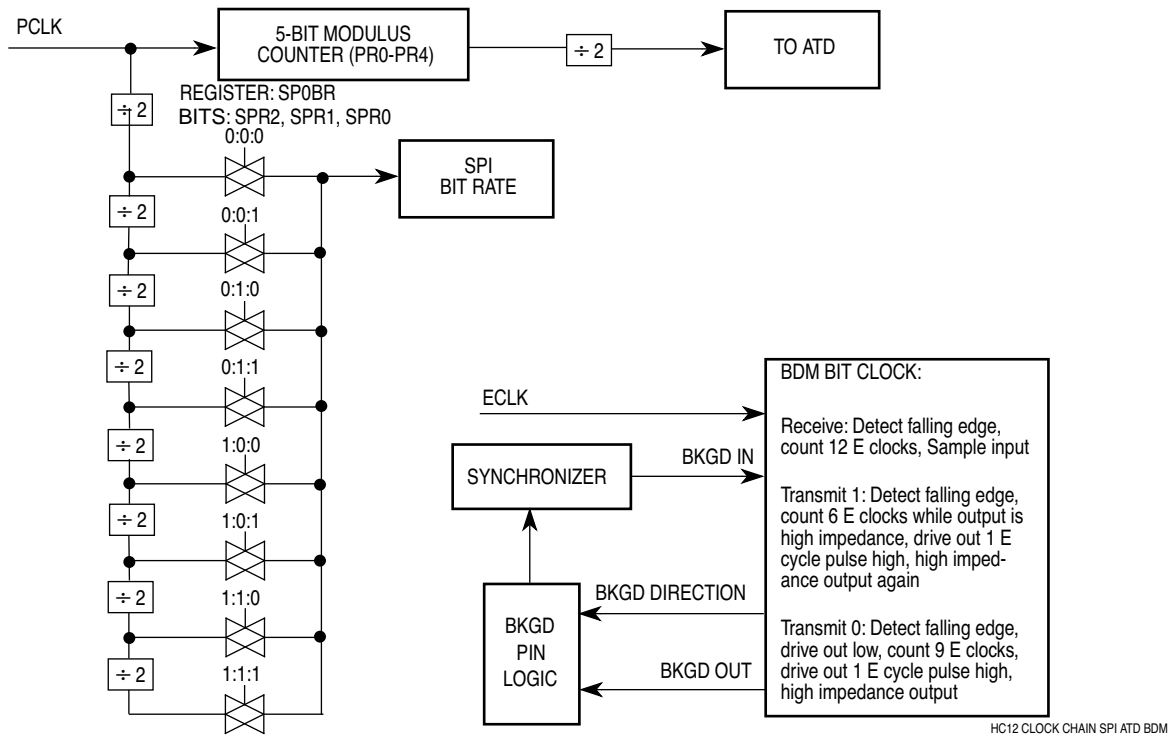 PCLK
5-BIT MODULUS
COUNTER (PR0-PR4)
÷ 2
TO ATD
÷ 2
REGISTER: SP0BR
BITS: SPR2, SPR1, SPR0
0:0:0
SPI
BIT RATE
÷ 2
0:0:1
÷ 2
0:1:0
÷ 2
0:1:1
÷ 2
1:0:0
÷ 2
1:0:1
÷ 2
1:1:0
÷ 2
1:1:1
ECLK
SYNCHRONIZER
BKGD IN
BKGD
PIN
LOGIC
BKGD DIRECTION
BKGD OUT
BDM BIT CLOCK:
Receive: Detect falling edge,
count 12 E clocks, Sample input
Transmit 1: Detect falling edge,
count 6 E clocks while output is
high impedance, drive out 1 E
cycle pulse high, high imped-
ance output again
Transmit 0: Detect falling edge,
drive out low, count 9 E clocks,
drive out 1 E cycle pulse high,
high impedance output
HC12 CLOCK CHAIN SPI ATD BDM